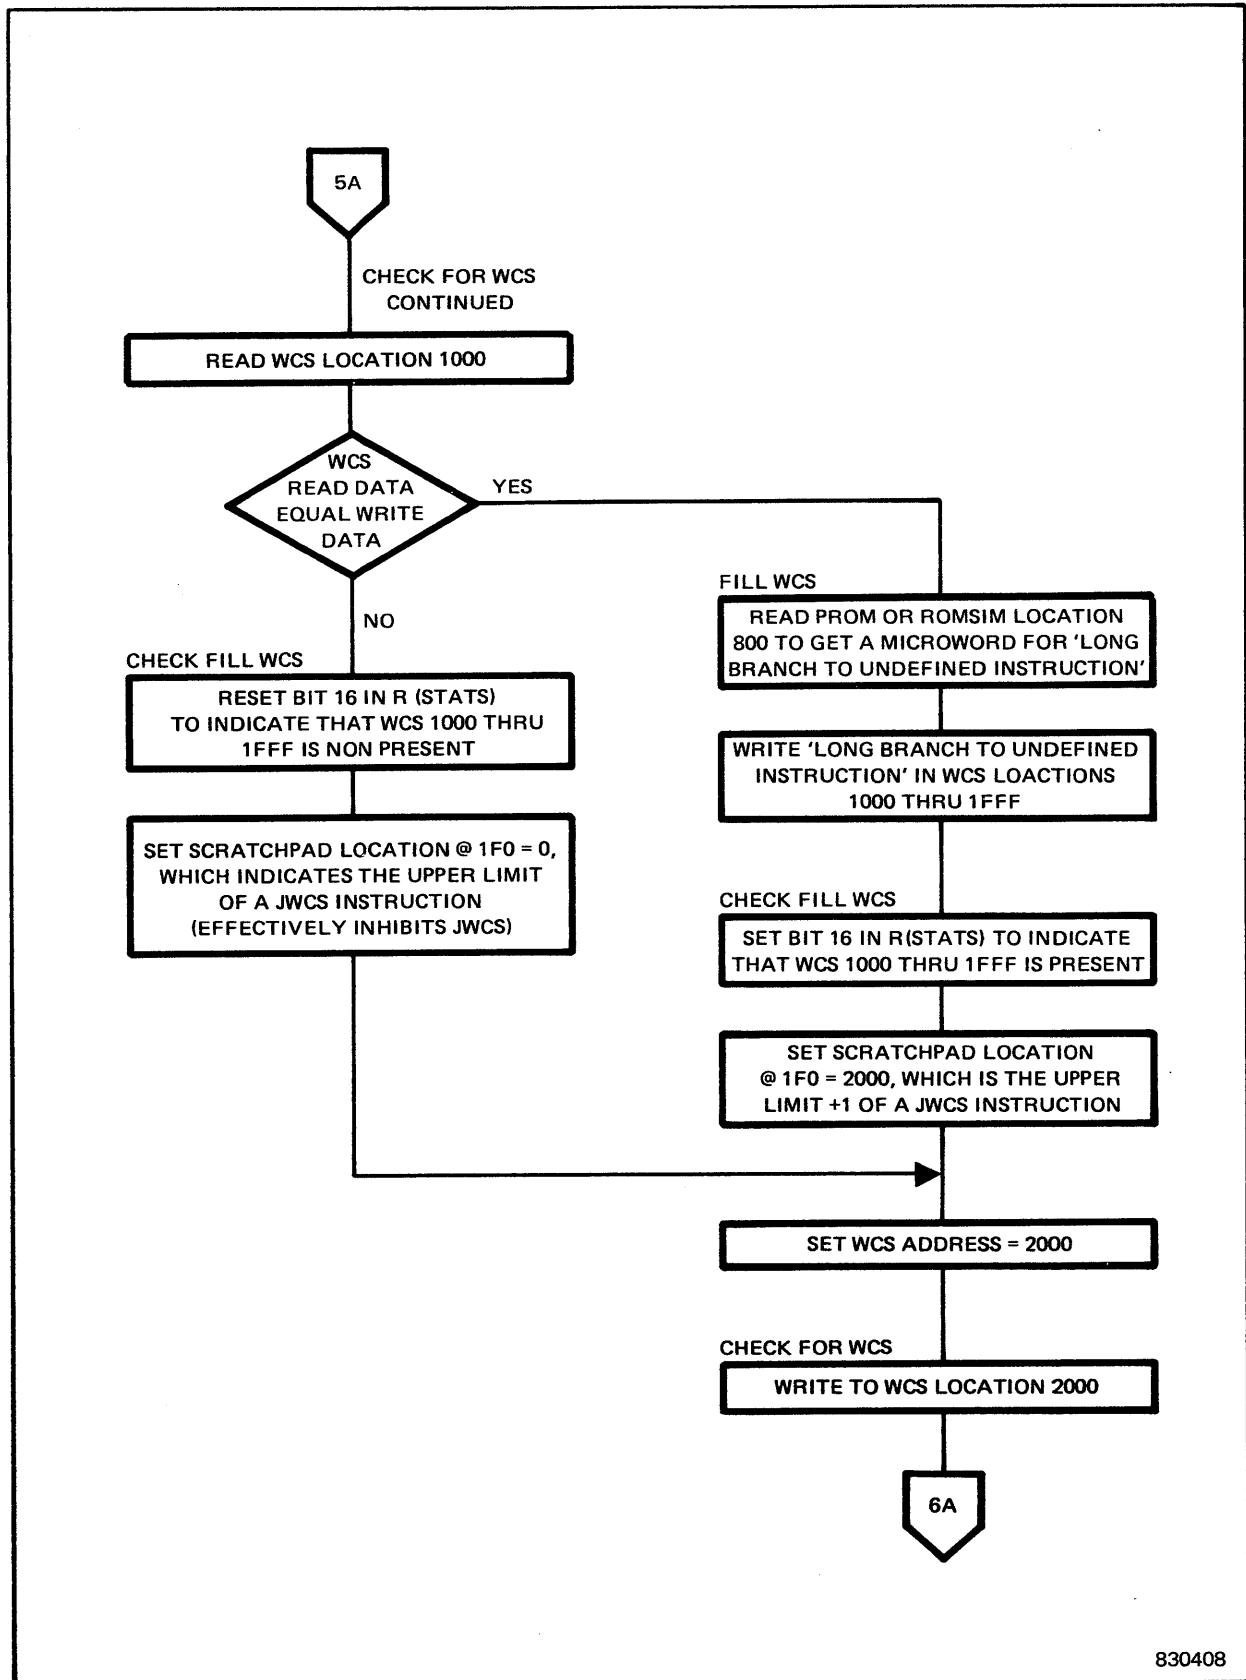 5A
CHECK FOR WCS
CONTINUED
READ WCS LOCATION 1000
WCS
READ DATA
EQUAL WRITE
DATA
YES
NO
CHECK FILL WCS
RESET BIT 16 IN R (STATS)
TO INDICATE THAT WCS 1000 THRU
1FFF IS NON PRESENT
SET SCRATCHPAD LOCATION @ 1F0 = 0,
WHICH INDICATES THE UPPER LIMIT
OF A JWCS INSTRUCTION
(EFFECTIVELY INHIBITS JWCS)
FILL WCS
READ PROM OR ROMSIM LOCATION
800 TO GET A MICROWORD FOR 'LONG
BRANCH TO UNDEFINED INSTRUCTION'
WRITE 'LONG BRANCH TO UNDEFINED
INSTRUCTION' IN WCS LOACTIONS
1000 THRU 1FFF
CHECK FILL WCS
SET BIT 16 IN R(STATS) TO INDICATE
THAT WCS 1000 THRU 1FFF IS PRESENT
SET SCRATCHPAD LOCATION
@ 1F0 = 2000, WHICH IS THE UPPER
LIMIT +1 OF A JWCS INSTRUCTION
SET WCS ADDRESS = 2000
CHECK FOR WCS
WRITE TO WCS LOCATION 2000
6A
830408